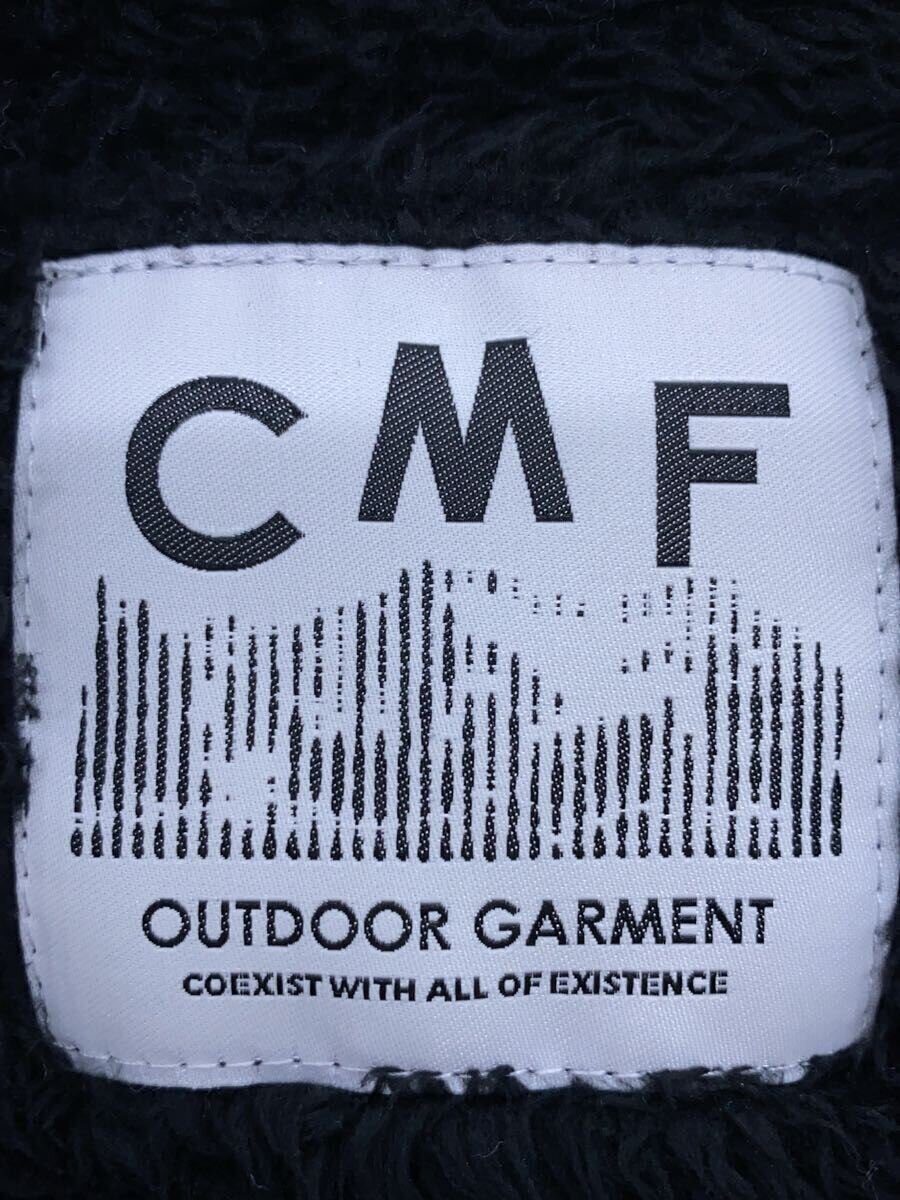 CMF
OUTDOOR GARMENT
COEXIST WITH ALL OF EXISTENCE